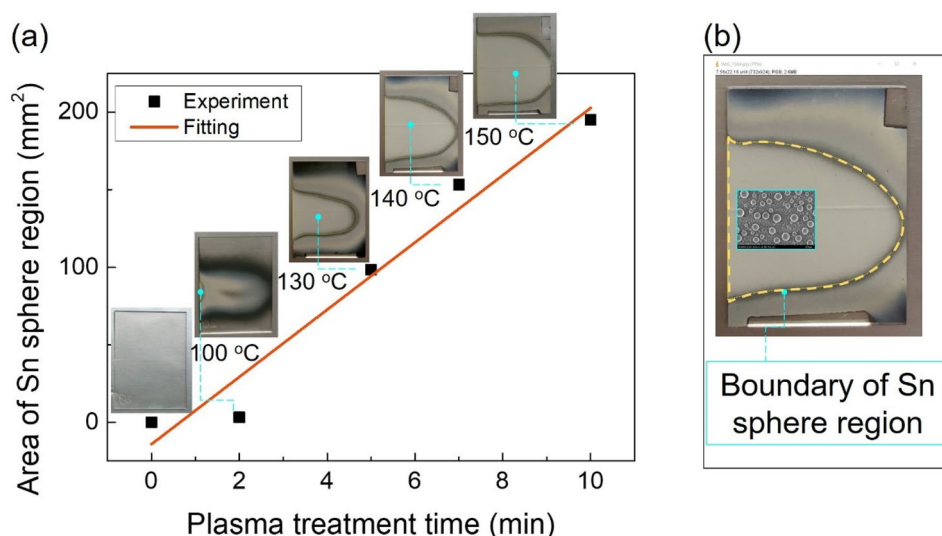 (a)
Area of Sn sphere region (mm²)
200
100
0
Experiment
Fitting
100 °C
130 °C
140 °C
150 °C
0
2
4
6
8
10
Plasma treatment time (min)
(b)
Boundary of Sn
sphere region